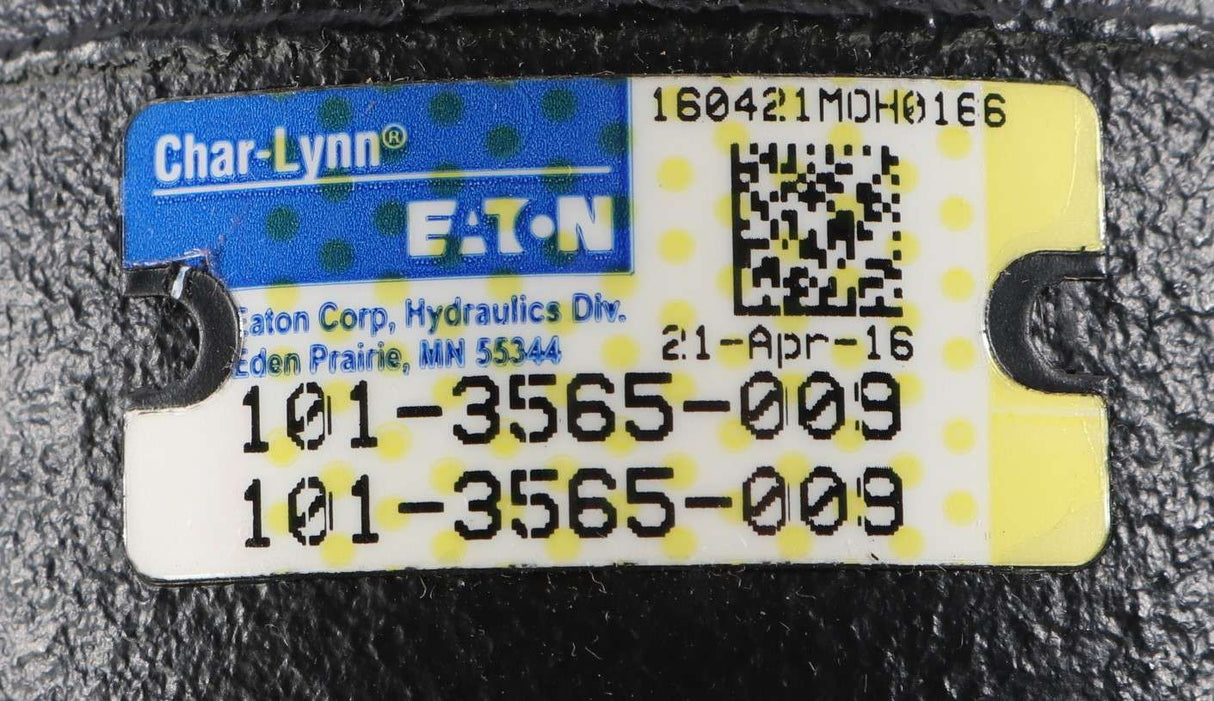 Char-Lynn®
EATON
160421MOH0166
Eaton Corp, Hydraulics Div.
Eden Prairie, MN 55344
21-Apr-16
101-3565-009
101-3565-009